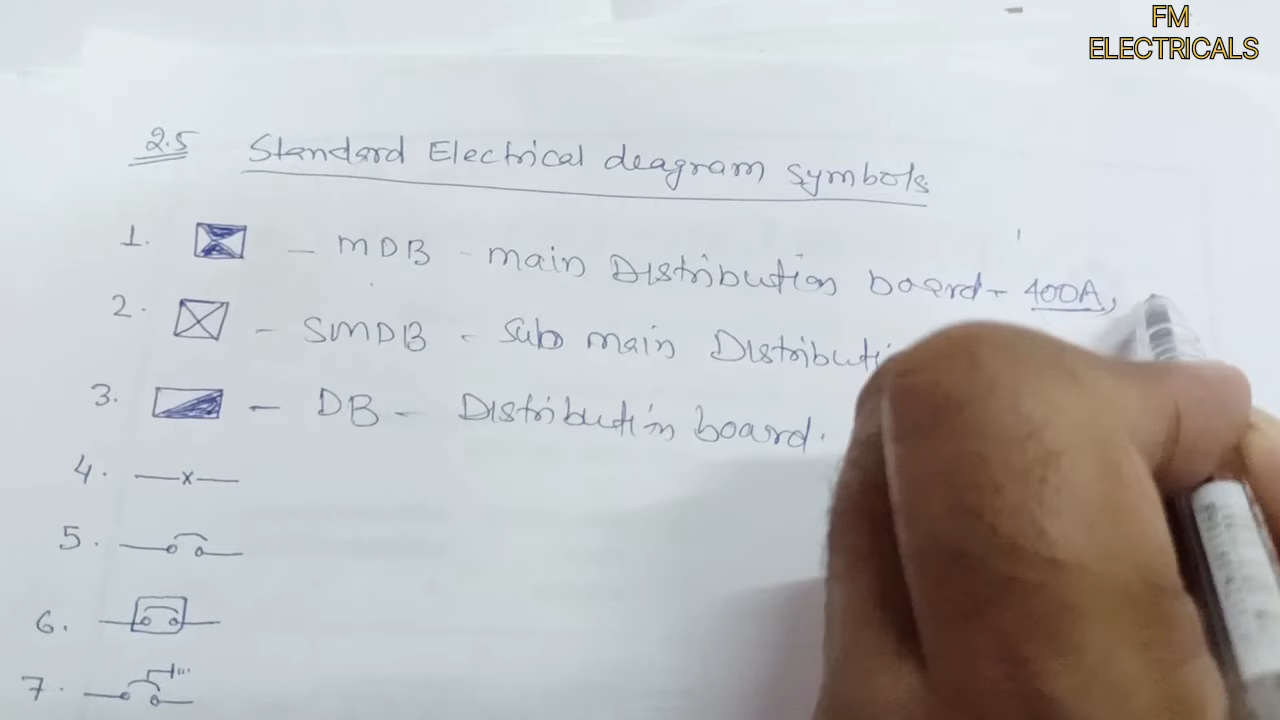 FM
ELECTRICALS
2.5 Standard Electrical deagram symbols
1. - MDB - main Distribution board - 400A,
2. - SMDB - Sub main
3. - DB - Distribution board.
4.
5.
6.
7.